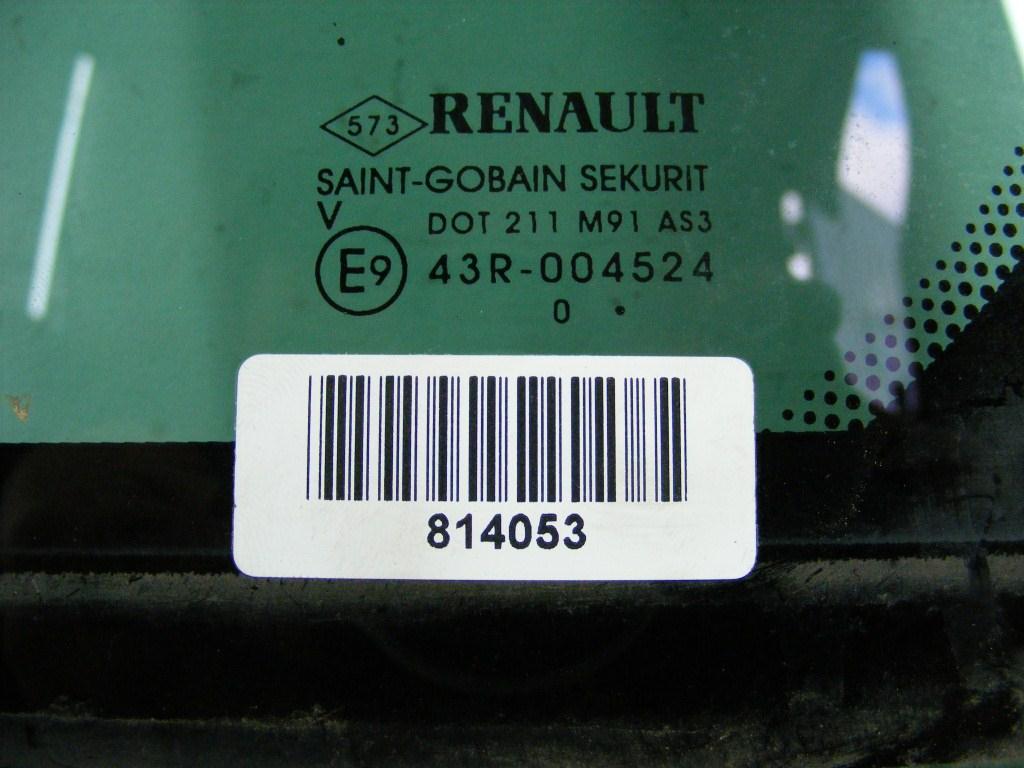 573 RENAULT
SAINT-GOBAIN SEKURIT
V DOT 211 M91 AS3
E9 43R-004524
0 .
814053